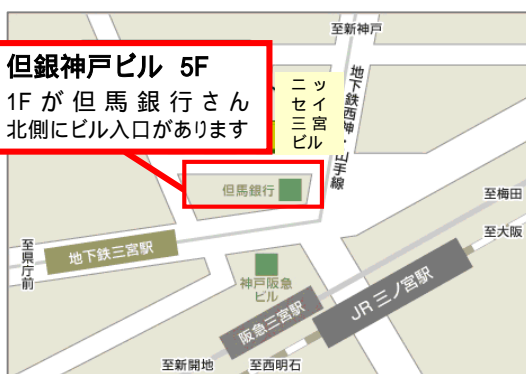 至新神戸
但銀神戸ビル 5F
1Fが但馬銀行さん
北側にビル入口があります
ニッ
セイ
三宮
ビル
地下鉄西神・山手線
但馬銀行
至梅田
至大阪
地下鉄三宮駅
至県庁前
神戸阪急
ビル
JR三ノ宮駅
阪急三宮駅
至新開地
至西明石